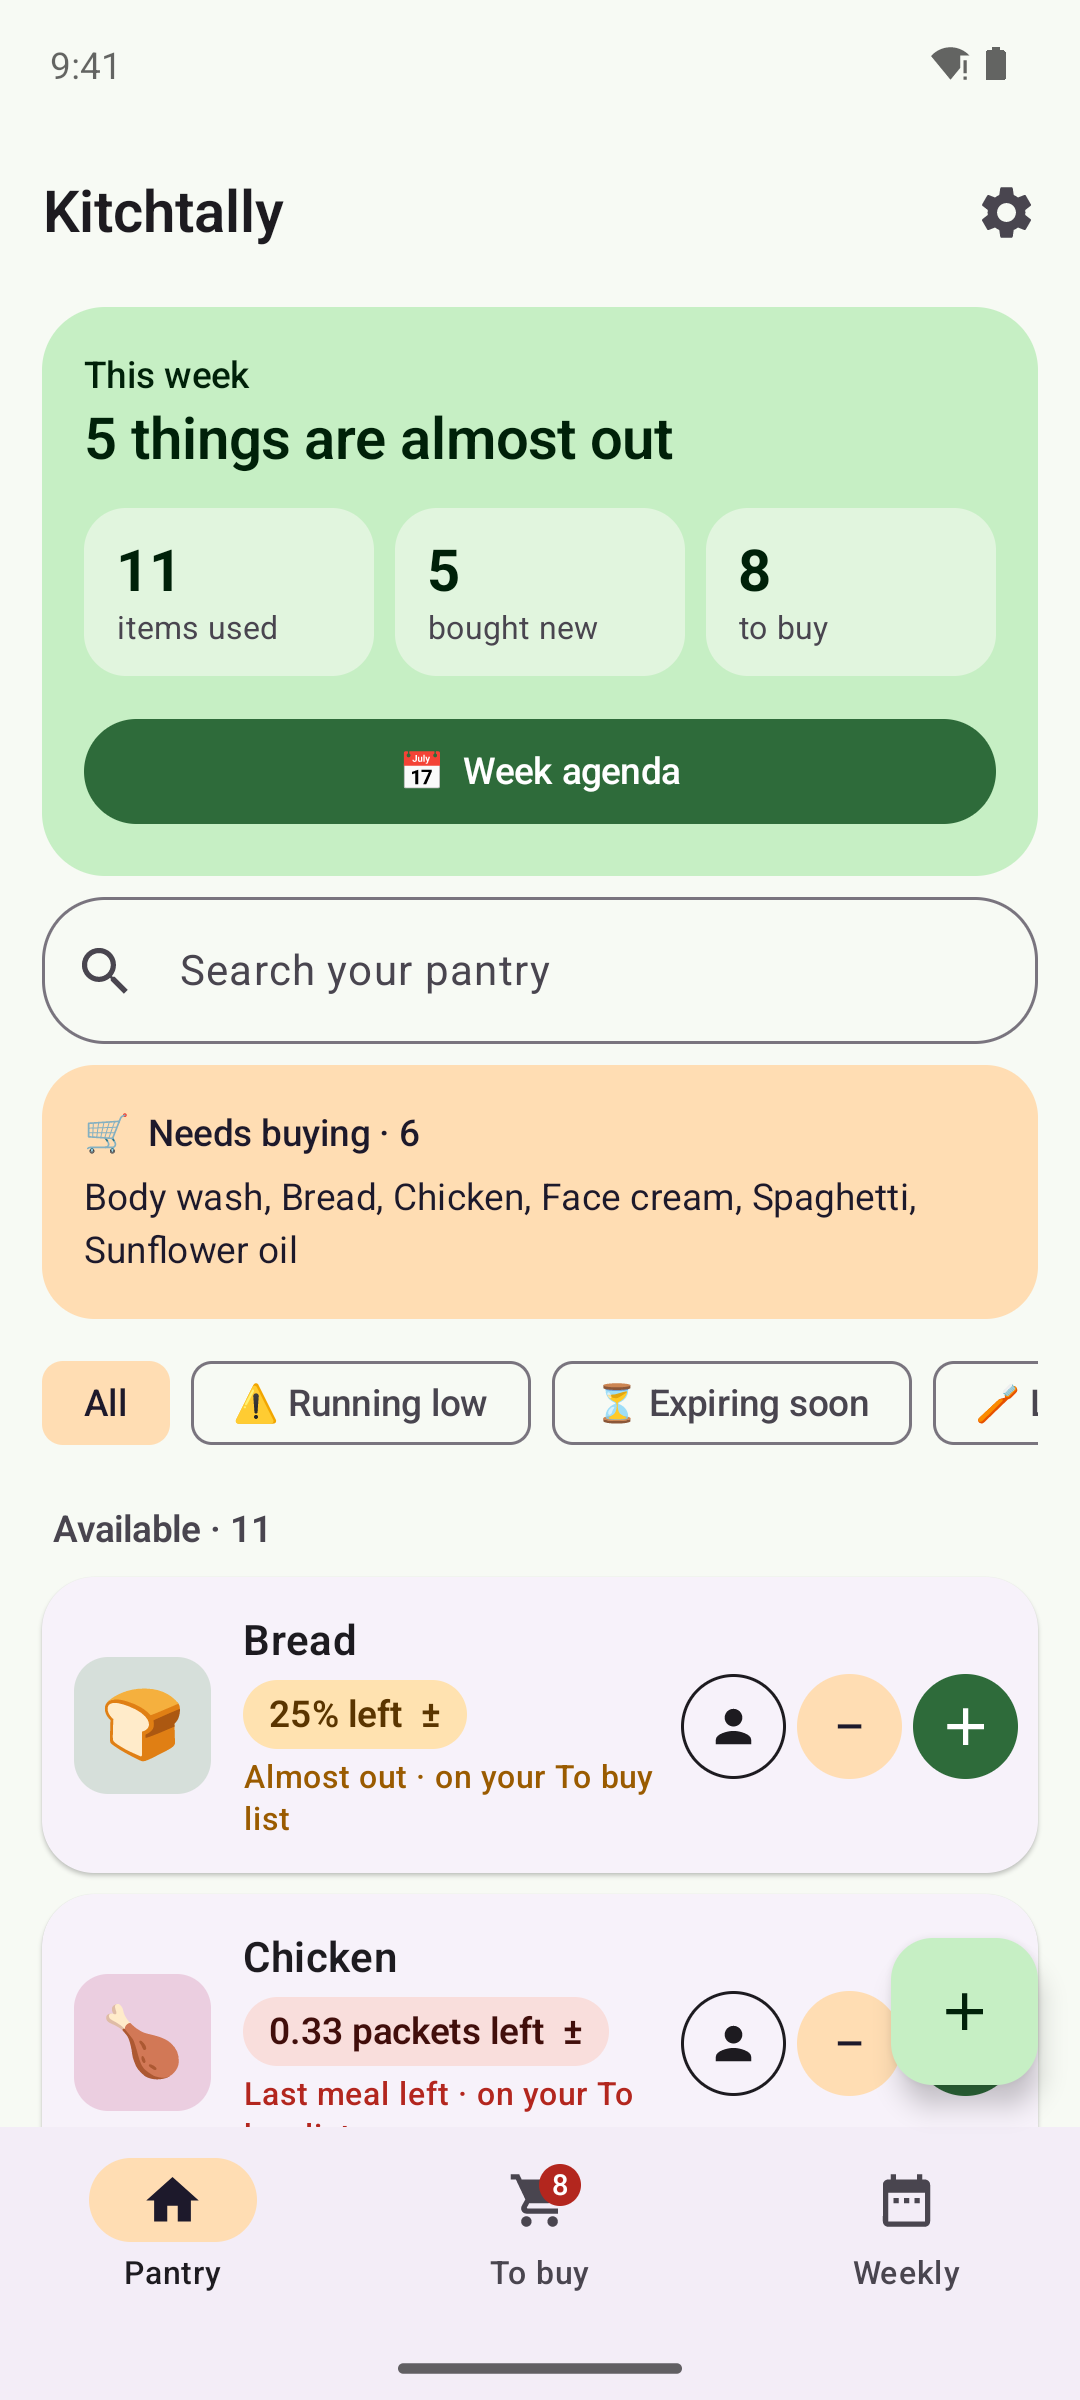 9:41
Kitchtally
This week
5 things are almost out
11
items used
5
bought new
8
to buy
July
17
Week agenda
Search your pantry
Needs buying · 6
Body wash, Bread, Chicken, Face cream, Spaghetti,
Sunflower oil
All
Running low
Expiring soon
Available · 11
Bread
25% left ±
Almost out · on your To buy
list
Chicken
0.33 packets left ±
Last meal left · on your To
8
Pantry
To buy
Weekly